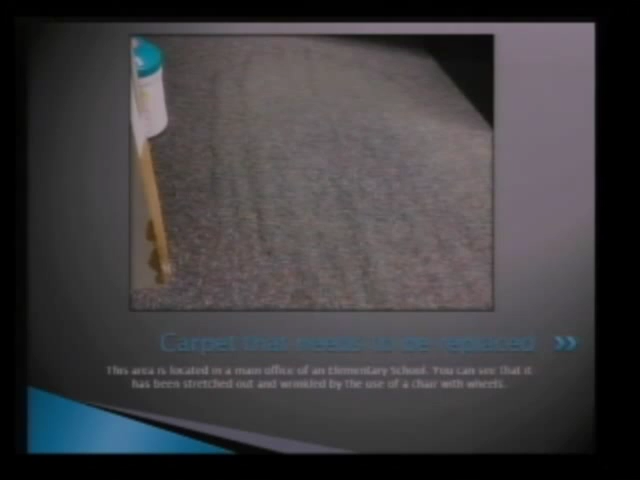 Carpet that needs to be replaced
This area is located in a main office of an Elementary School. You can see that it
has been stretched out and wrinkled by the use of a chair with wheels.